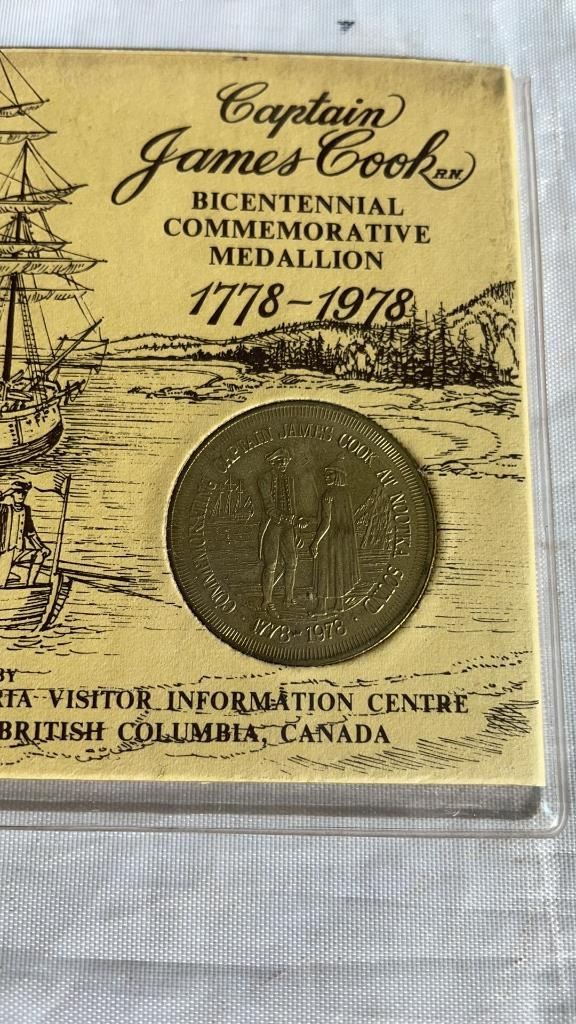 Captain
James Cook R.N.
BICENTENNIAL
COMMEMORATIVE
MEDALLION
1778-1978
COMMEMORATING CAPTAIN JAMES COOK AT NOOTKA SOUND
· 1778-1978 ·
BY
RIA VISITOR INFORMATION CENTRE
BRITISH COLUMBIA, CANADA